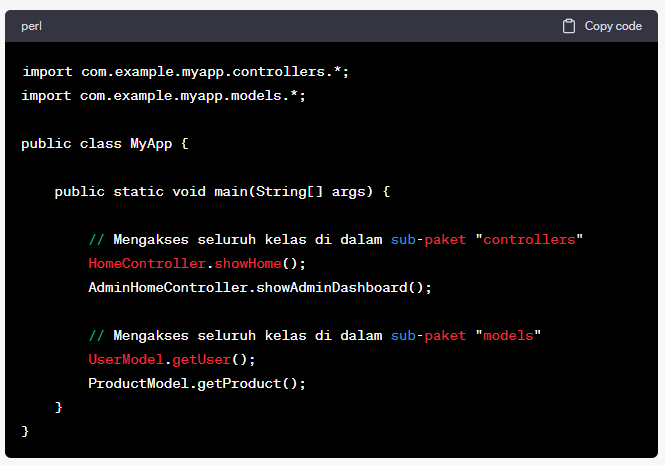 perl
Copy code
import com.example.myapp.controllers.*;
import com.example.myapp.models.*;
public class MyApp {
public static void main(String[] args) {
// Mengakses seluruh kelas di dalam sub-paket "controllers"
HomeController.showHome();
AdminHomeController.showAdminDashboard();
// Mengakses seluruh kelas di dalam sub-paket "models"
UserModel.getUser();
ProductModel.getProduct();
}
}